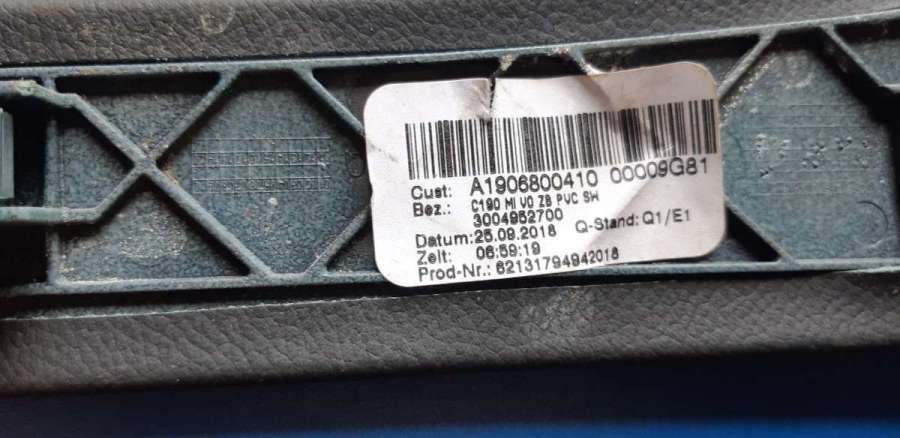 Cust: A1906800410 00009G81
Bez.: C190 MI VO ZB PVC SW
3004952700
Datum:25.09.2018 Q-Stand: Q1/E1
Zeit: 06:59:19
Prod-Nr.: 62131794942018